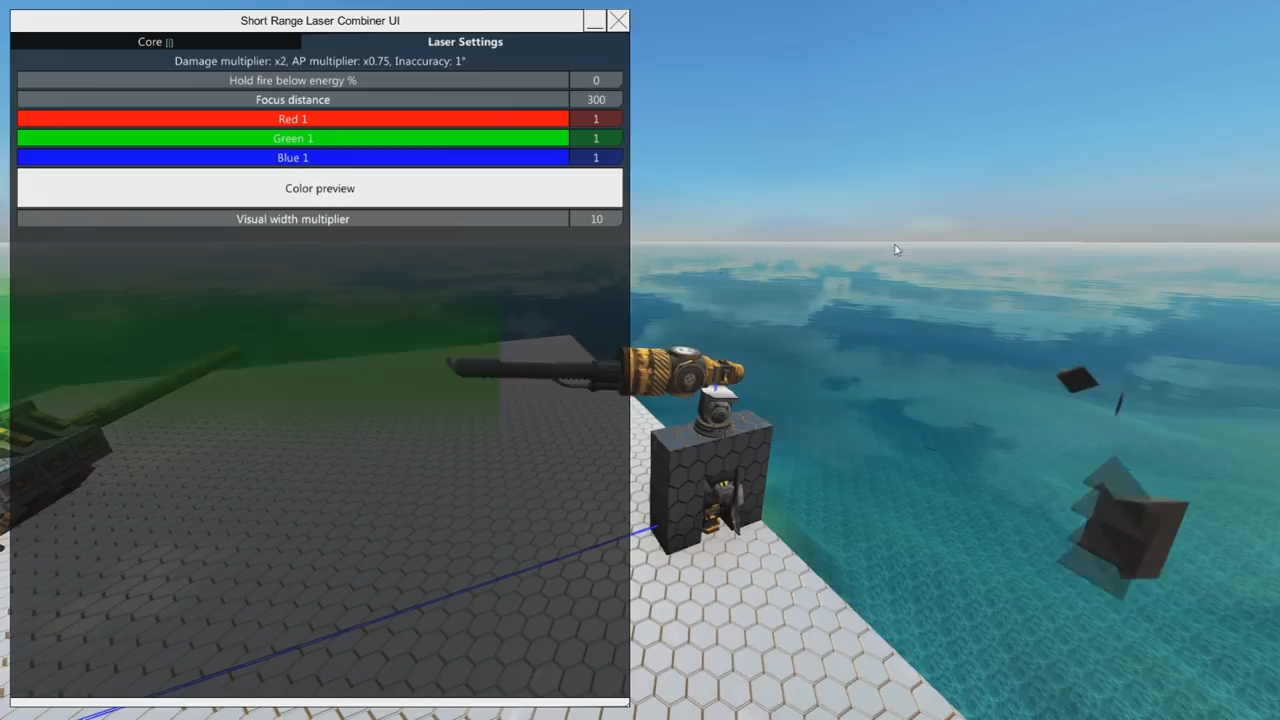 Short Range Laser Combiner UI
Core []
Laser Settings
Damage multiplier: x2, AP multiplier: x0.75, Inaccuracy: 1°
Hold fire below energy % 0
Focus distance 300
Red 1 1
Green 1 1
Blue 1 1
Color preview
Visual width multiplier 10